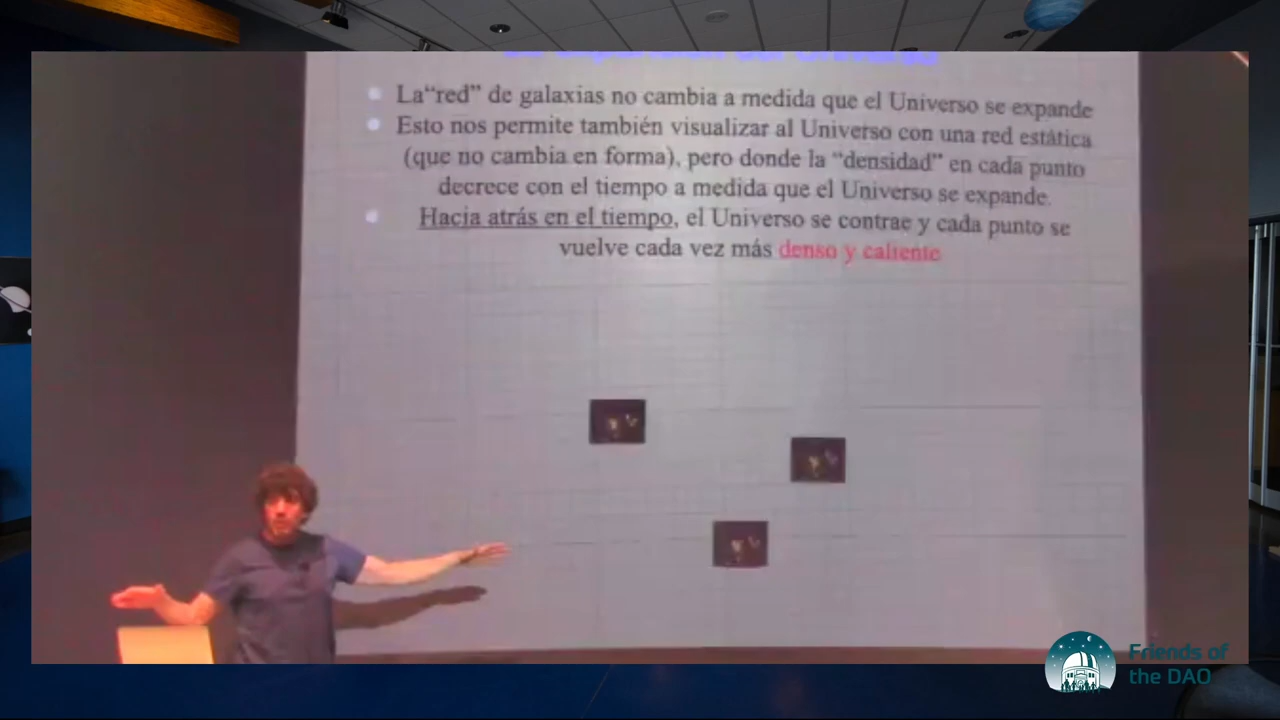 La“red” de galaxias no cambia a medida que el Universo se expande
Esto nos permite también visualizar al Universo con una red estática
(que no cambia en forma), pero donde la “densidad” en cada punto
decrece con el tiempo a medida que el Universo se expande.
Hacia atrás en el tiempo, el Universo se contrae y cada punto se
vuelve cada vez más denso y caliente
Friends of
the DAO